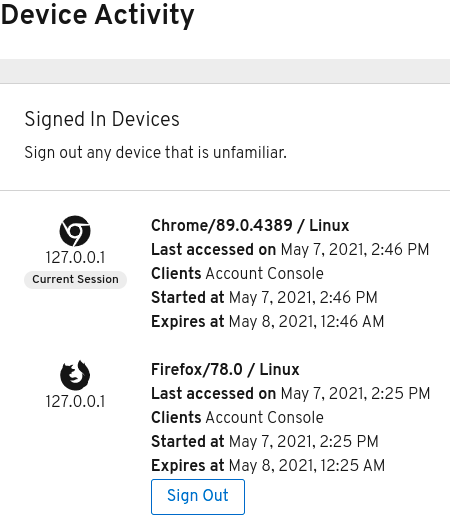 Device Activity
Signed In Devices
Sign out any device that is unfamiliar.
127.0.0.1
Current Session
Chrome/89.0.4389 / Linux
Last accessed on May 7, 2021, 2:46 PM
Clients Account Console
Started at May 7, 2021, 2:46 PM
Expires at May 8, 2021, 12:46 AM
127.0.0.1
Firefox/78.0 / Linux
Last accessed on May 7, 2021, 2:25 PM
Clients Account Console
Started at May 7, 2021, 2:25 PM
Expires at May 8, 2021, 12:25 AM
Sign Out